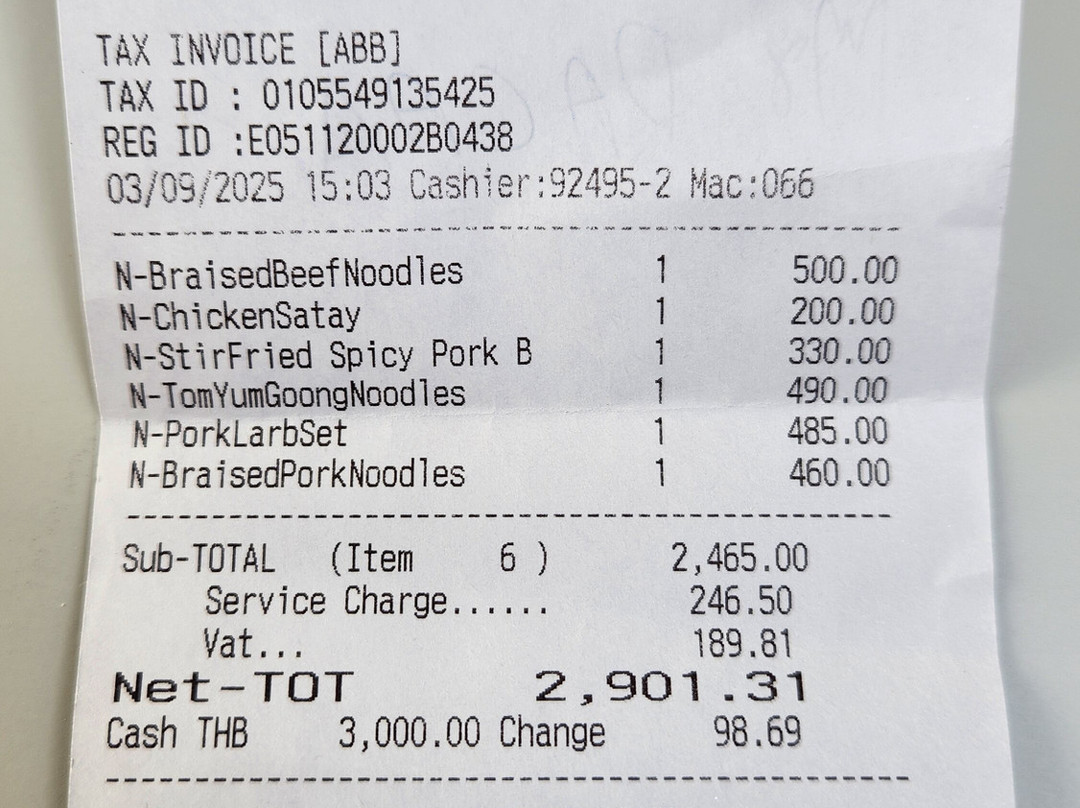 TAX INVOICE [ABB]
TAX ID : 0105549135425
REG ID :E051120002B0438
03/09/2025 15:03 Cashier:92495-2 Mac:066
N-BraisedBeefNoodles 1 500.00
N-ChickenSatay 1 200.00
N-StirFried Spicy Pork B 1 330.00
N-TomYumGoongNoodles 1 490.00
N-PorkLarbSet 1 485.00
N-BraisedPorkNoodles 1 460.00
Sub-TOTAL (Item 6 ) 2,465.00
Service Charge...... 246.50
Vat... 189.81
Net-TOT 2,901.31
Cash THB 3,000.00 Change 98.69